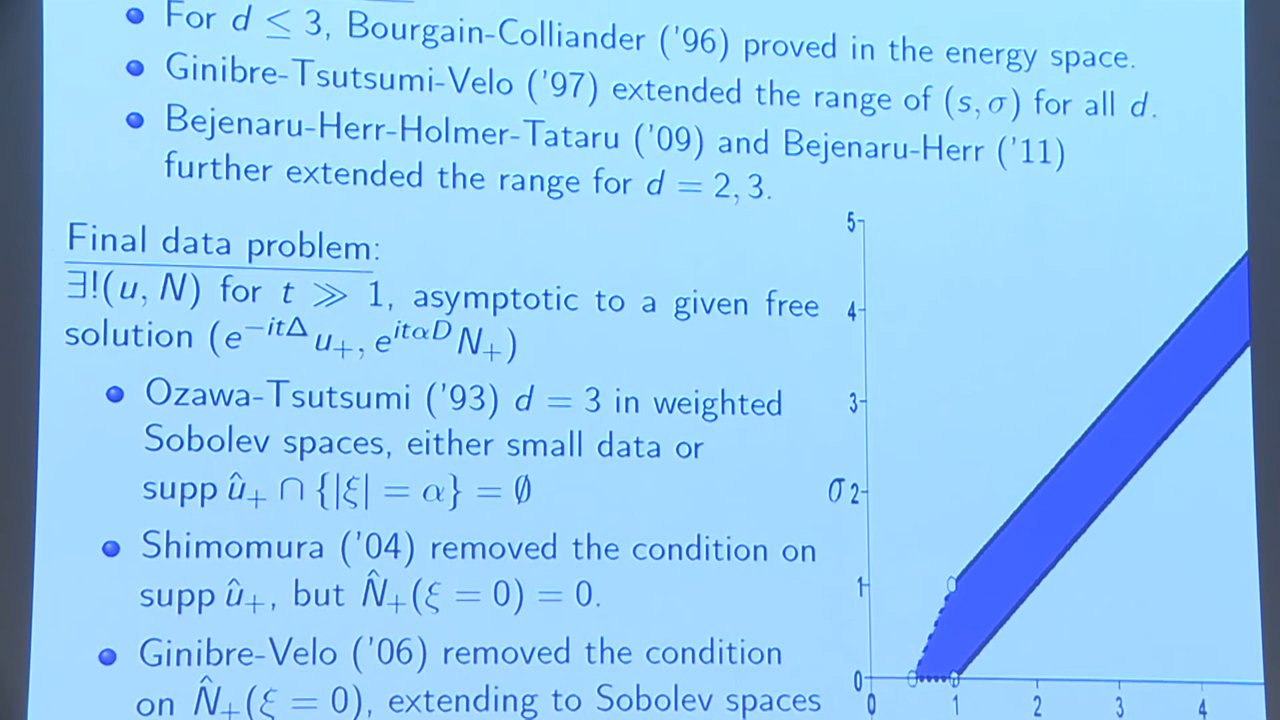 For d ≤ 3, Bourgain-Colliander ('96) proved in the energy space.
Ginibre-Tsutsumi-Velo ('97) extended the range of (s, σ) for all d.
Bejenaru-Herr-Holmer-Tataru ('09) and Bejenaru-Herr ('11)
further extended the range for d = 2, 3.
Final data problem:
∃!(u, N) for t ≫ 1, asymptotic to a given free
solution (e^{-itΔ}u₊, e^{itαD}N₊)
Ozawa-Tsutsumi ('93) d = 3 in weighted
Sobolev spaces, either small data or
supp û₊ ∩ {|ξ| = α} = ∅
Shimomura ('04) removed the condition on
supp û₊, but N̂₊(ξ = 0) = 0.
Ginibre-Velo ('06) removed the condition
on N̂₊(ξ = 0), extending to Sobolev spaces
5
4
3
σ 2
1
0
0 1 2 3 4